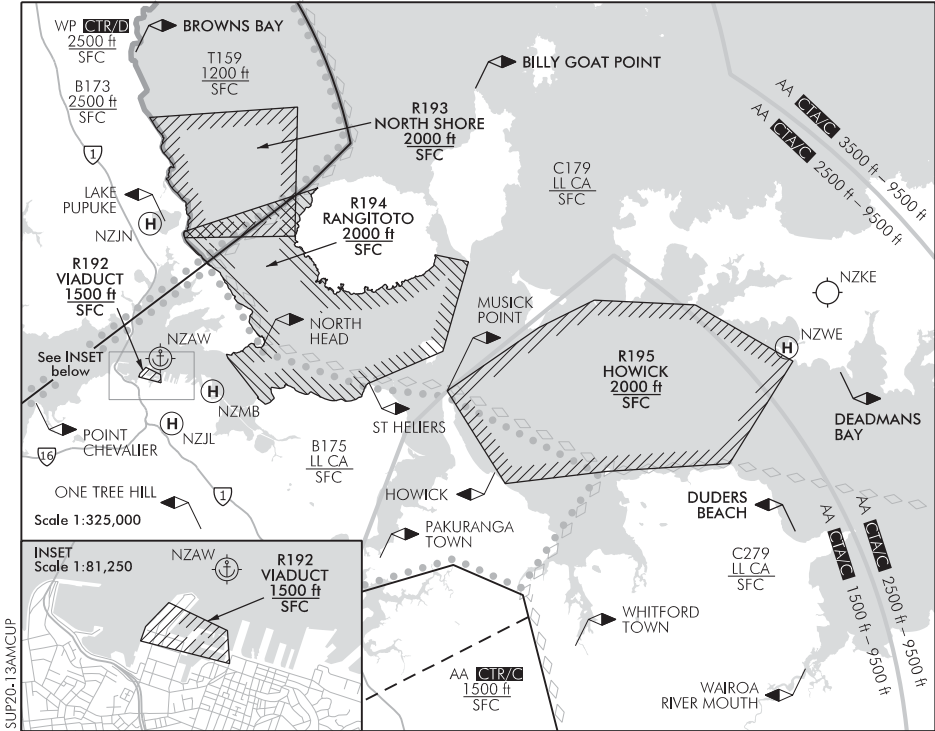 WP CTR/D
2500 ft
SFC
BROWNS BAY
T159
1200 ft
SFC
B173
2500 ft
SFC
BILLY GOAT POINT
R193
NORTH SHORE
2000 ft
SFC
AA CTA/C 3500 ft – 9500 ft
AA CTA/C 2500 ft – 9500 ft
C179
LL CA
SFC
1
LAKE
PUPUKE
H
NZJN
R194
RANGITOTO
2000 ft
SFC
R192
VIADUCT
1500 ft
SFC
NZKE
MUSICK
POINT
NORTH
HEAD
NZAW
NZWE
H
See INSET
below
R195
HOWICK
2000 ft
SFC
H
NZMB
DEADMANS
BAY
POINT
CHEVALIER
H
NZJL
ST HELIERS
16
B175
LL CA
SFC
ONE TREE HILL
1
HOWICK
DUDERS
BEACH
Scale 1:325,000
PAKURANGA
TOWN
AA CTA/C 1500 ft – 9500 ft
AA CTA/C 2500 ft – 9500 ft
INSET
Scale 1:81,250
NZAW
R192
VIADUCT
1500 ft
SFC
C279
LL CA
SFC
WHITFORD
TOWN
AA CTR/C
1500 ft
SFC
WAIROA
RIVER MOUTH
SUP20-13AMCUP